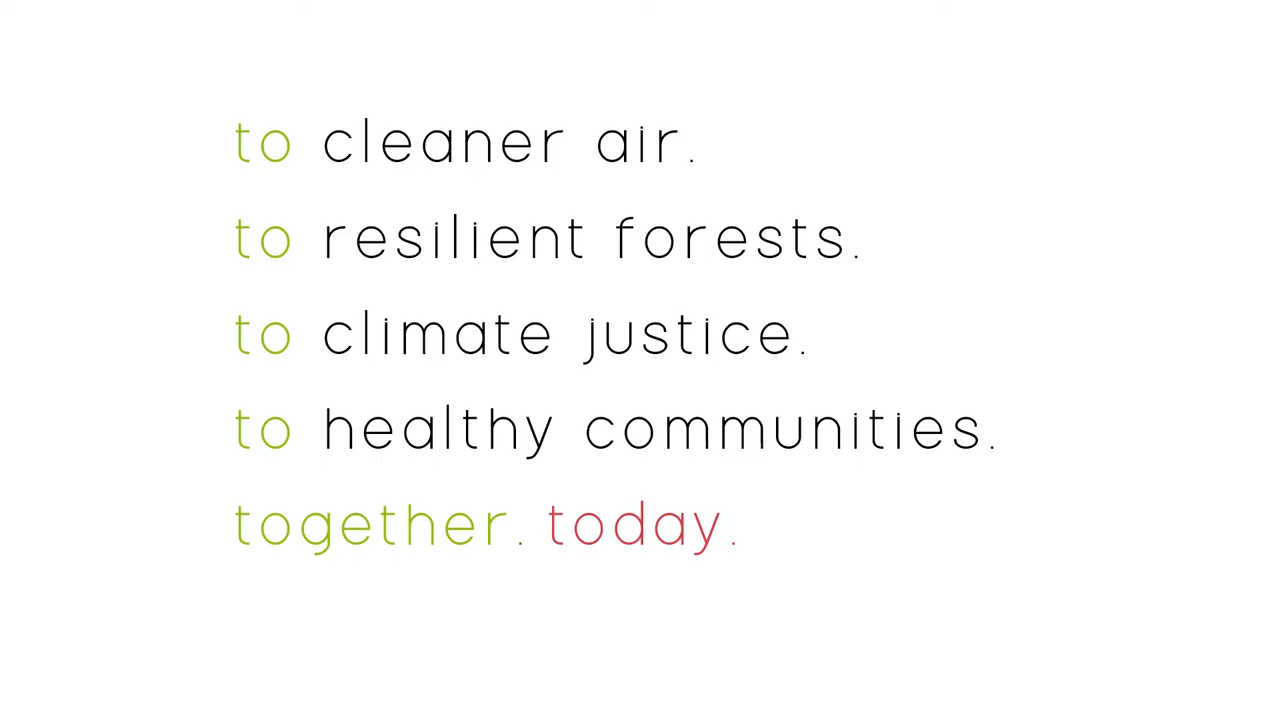 to cleaner air.
to resilient forests.
to climate justice.
to healthy communities.
together. today.